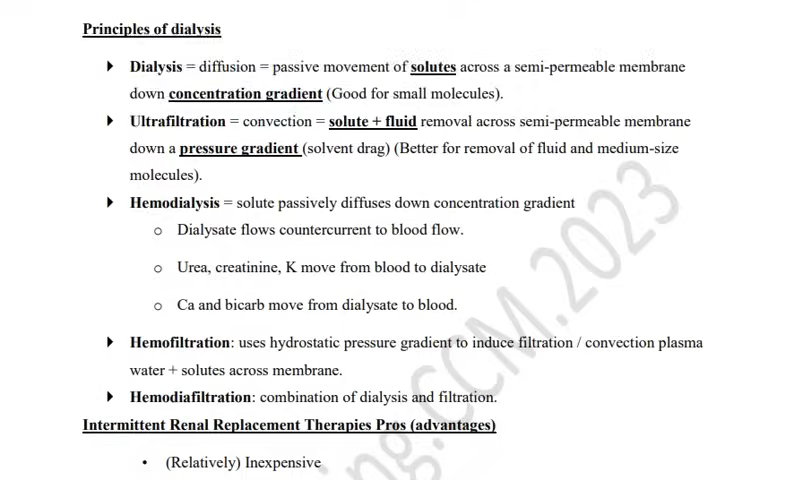 Principles of dialysis
Dialysis = diffusion = passive movement of solutes across a semi-permeable membrane
down concentration gradient (Good for small molecules).
Ultrafiltration = convection = solute + fluid removal across semi-permeable membrane
down a pressure gradient (solvent drag) (Better for removal of fluid and medium-size
molecules).
Hemodialysis = solute passively diffuses down concentration gradient
o Dialysate flows countercurrent to blood flow.
o Urea, creatinine, K move from blood to dialysate
o Ca and bicarb move from dialysate to blood.
Hemofiltration: uses hydrostatic pressure gradient to induce filtration / convection plasma
water + solutes across membrane.
Hemodiafiltration: combination of dialysis and filtration.
Intermittent Renal Replacement Therapies Pros (advantages)
• (Relatively) Inexpensive
ing.CCM.2023